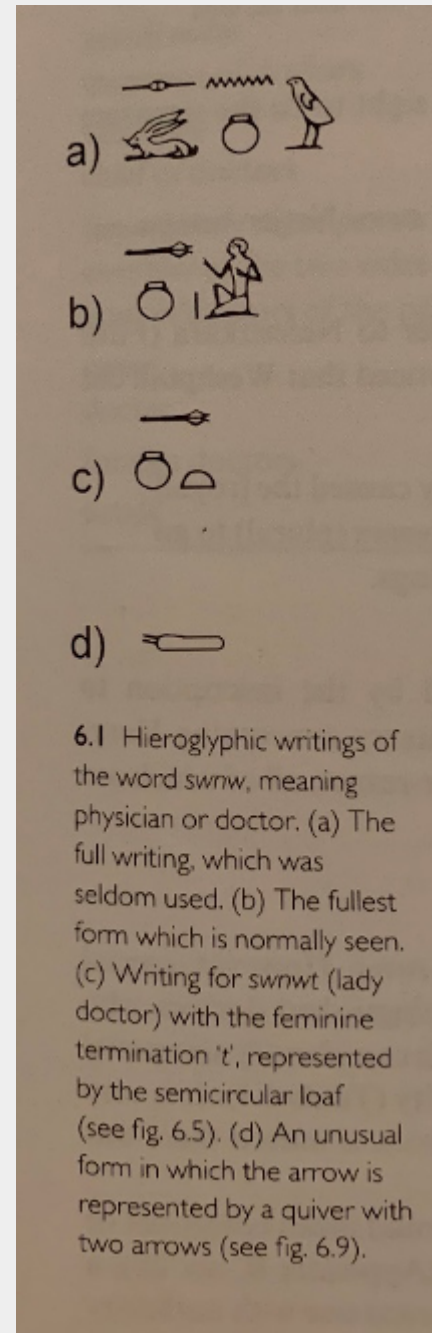 a) 𓊃𓃹𓈖𓏌𓅱
b) 𓌕𓏌𓏤𓀀
c) 𓌕𓏌𓏏
d)
6.1 Hieroglyphic writings of
the word swnw, meaning
physician or doctor. (a) The
full writing, which was
seldom used. (b) The fullest
form which is normally seen.
(c) Writing for swnwt (lady
doctor) with the feminine
termination ‘t’, represented
by the semicircular loaf
(see fig. 6.5). (d) An unusual
form in which the arrow is
represented by a quiver with
two arrows (see fig. 6.9).